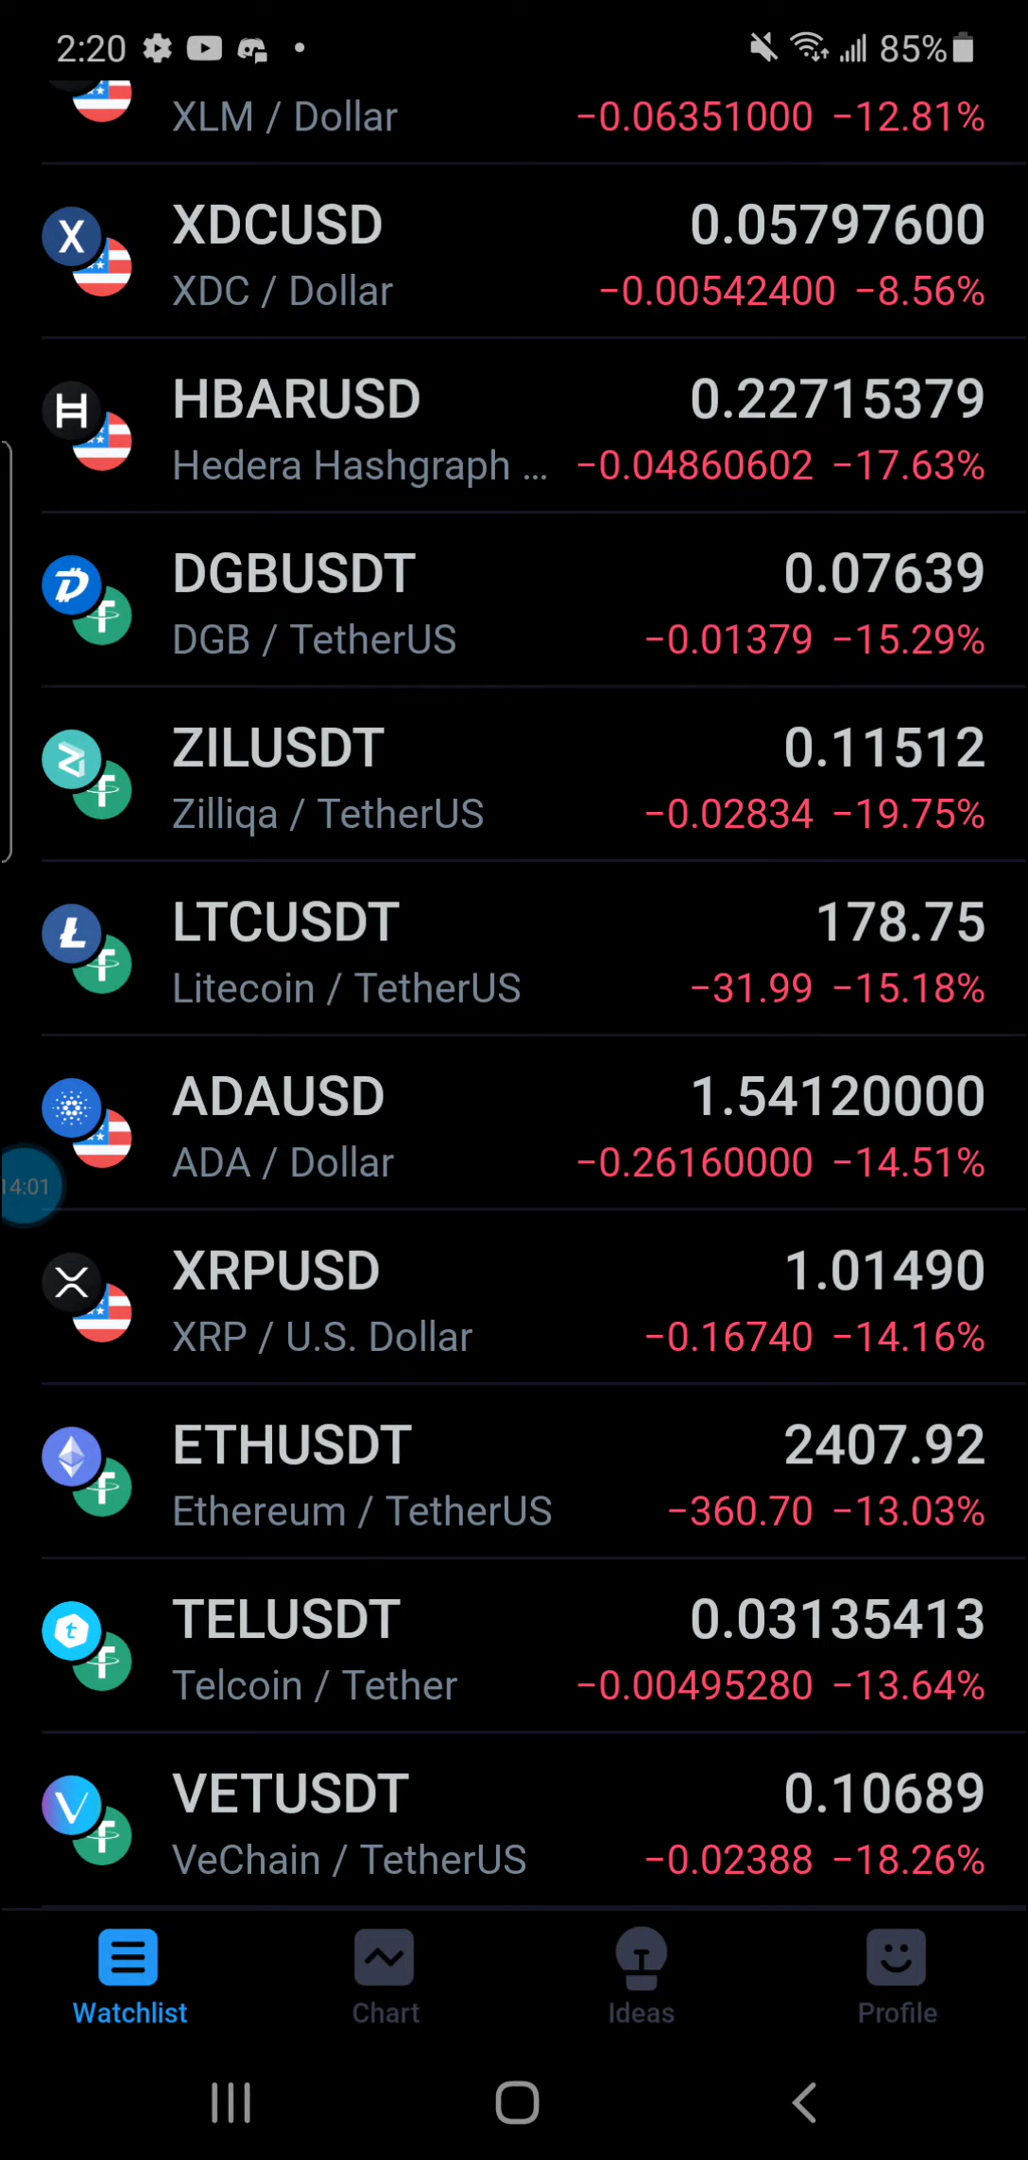 2:20 85%
XLM / Dollar −0.06351000 −12.81%
XDCUSD 0.05797600
XDC / Dollar −0.00542400 −8.56%
HBARUSD 0.22715379
Hedera Hashgraph ... −0.04860602 −17.63%
DGBUSDT 0.07639
DGB / TetherUS −0.01379 −15.29%
ZILUSDT 0.11512
Zilliqa / TetherUS −0.02834 −19.75%
LTCUSDT 178.75
Litecoin / TetherUS −31.99 −15.18%
ADAUSD 1.54120000
ADA / Dollar −0.26160000 −14.51%
14:01
XRPUSD 1.01490
XRP / U.S. Dollar −0.16740 −14.16%
ETHUSDT 2407.92
Ethereum / TetherUS −360.70 −13.03%
TELUSDT 0.03135413
Telcoin / Tether −0.00495280 −13.64%
VETUSDT 0.10689
VeChain / TetherUS −0.02388 −18.26%
Watchlist Chart Ideas Profile